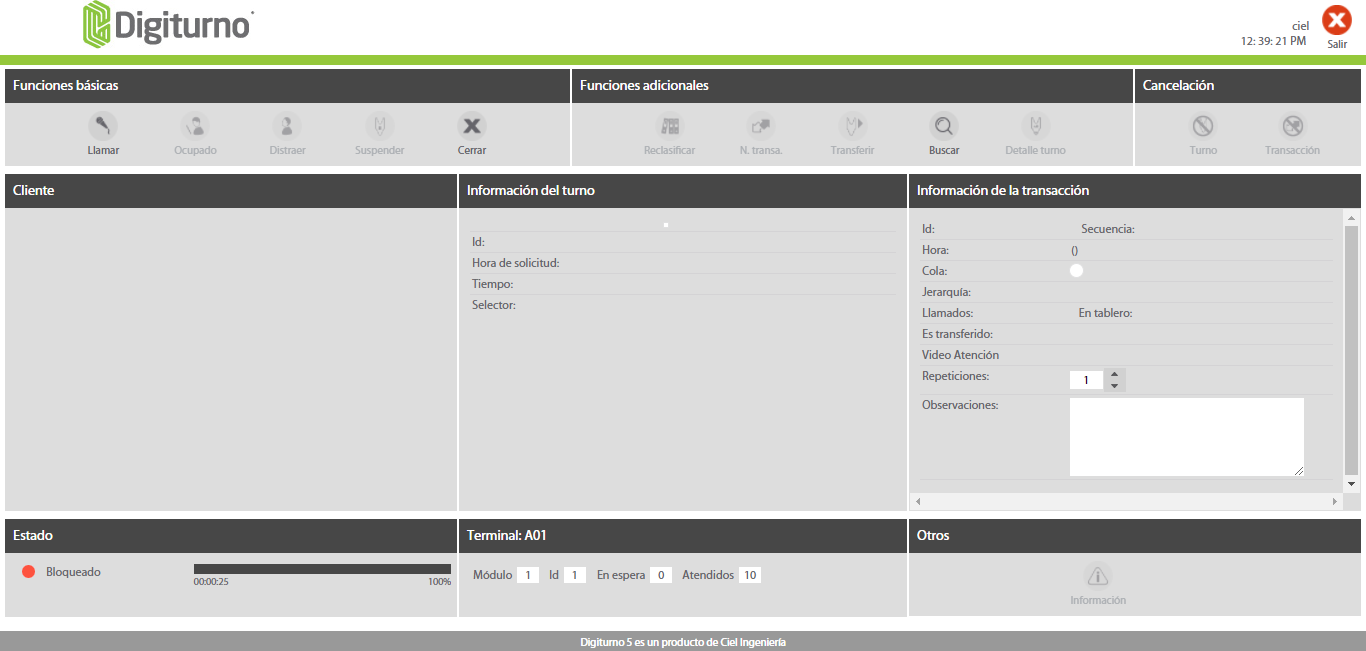 Digiturno
ciel
12: 39: 21 PM
Salir
Funciones básicas
Funciones adicionales
Cancelación
Llamar
Ocupado
Distraer
Suspender
Cerrar
Reclasificar
N. transa.
Transferir
Buscar
Detalle turno
Turno
Transacción
Cliente
Información del turno
Id:
Hora de solicitud:
Tiempo:
Selector:
Información de la transacción
Id: Secuencia:
Hora: ()
Cola:
Jerarquía:
Llamados: En tablero:
Es transferido:
Video Atención
Repeticiones: 1
Observaciones:
Estado
Bloqueado
00:00:25 100%
Terminal: A01
Módulo 1 Id 1 En espera 0 Atendidos 10
Otros
Información
Digiturno 5 es un producto de Ciel Ingeniería